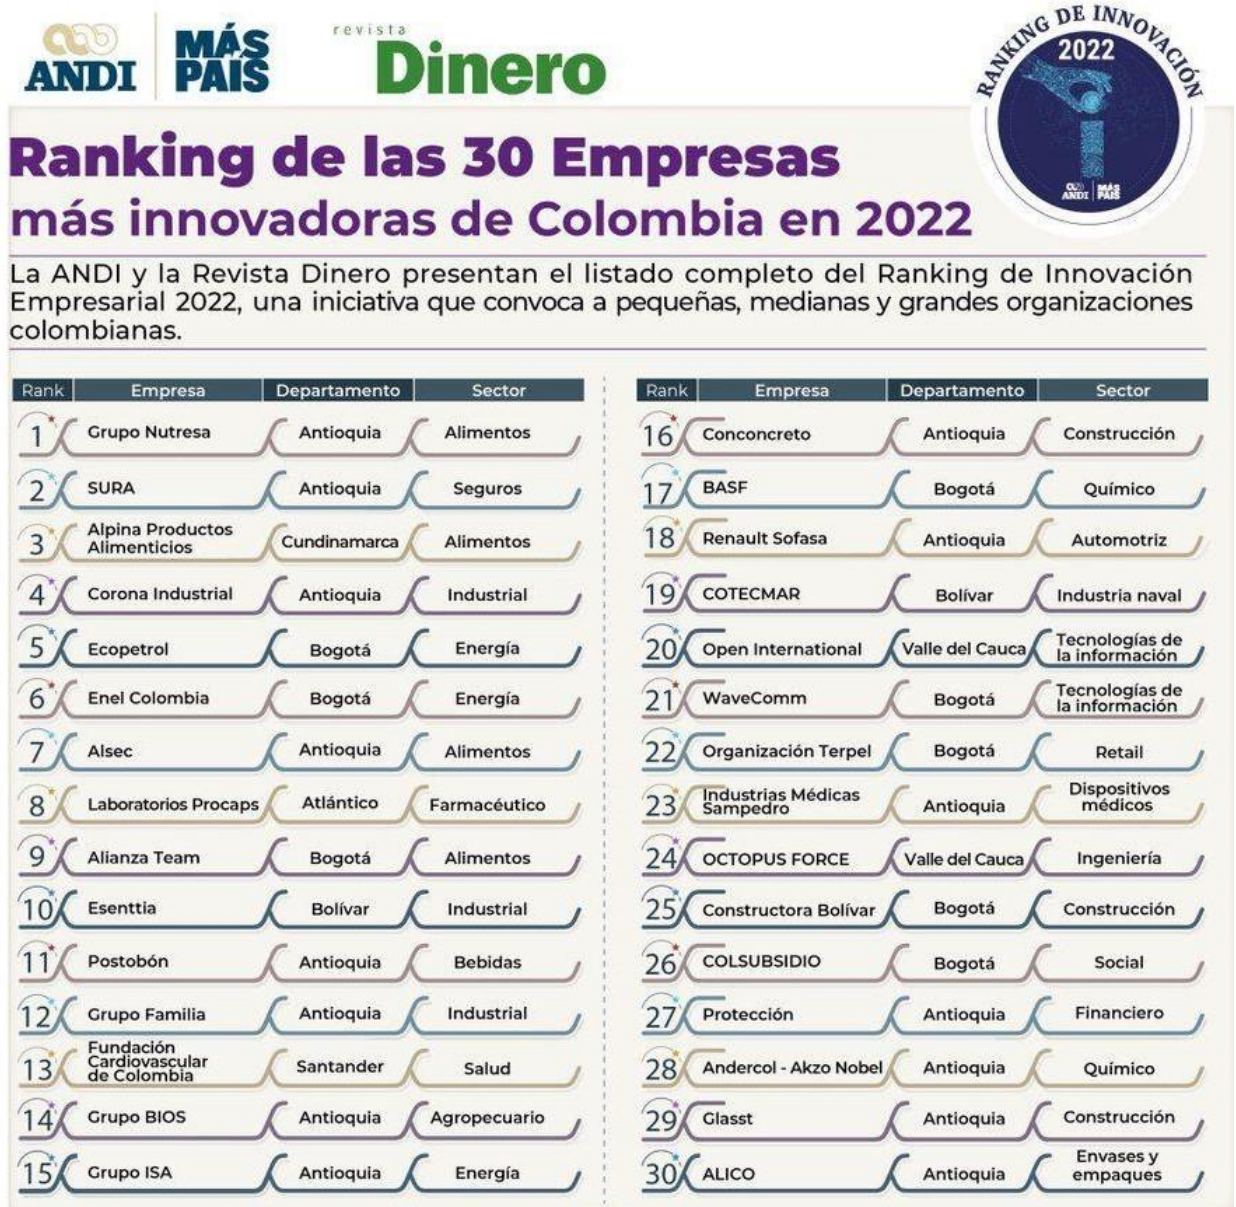 ANDI
MÁS
PAÍS
revista
Dinero
RANKING DE INNOVACIÓN
2022
ANDI
MÁS
PAÍS
Ranking de las 30 Empresas
más innovadoras de Colombia en 2022
La ANDI y la Revista Dinero presentan el listado completo del Ranking de Innovación
Empresarial 2022, una iniciativa que convoca a pequeñas, medianas y grandes organizaciones
colombianas.
Rank Empresa Departamento Sector
1 Grupo Nutresa Antioquia Alimentos
2 SURA Antioquia Seguros
3 Alpina Productos
Alimenticios Cundinamarca Alimentos
4 Corona Industrial Antioquia Industrial
5 Ecopetrol Bogotá Energía
6 Enel Colombia Bogotá Energía
7 Alsec Antioquia Alimentos
8 Laboratorios Procaps Atlántico Farmacéutico
9 Alianza Team Bogotá Alimentos
10 Esenttia Bolívar Industrial
11 Postobón Antioquia Bebidas
12 Grupo Familia Antioquia Industrial
13 Fundación
Cardiovascular
de Colombia Santander Salud
14 Grupo BIOS Antioquia Agropecuario
15 Grupo ISA Antioquia Energía
Rank Empresa Departamento Sector
16 Conconcreto Antioquia Construcción
17 BASF Bogotá Químico
18 Renault Sofasa Antioquia Automotriz
19 COTECMAR Bolívar Industria naval
20 Open International Valle del Cauca Tecnologías de
la información
21 WaveComm Bogotá Tecnologías de
la información
22 Organización Terpel Bogotá Retail
23 Industrias Médicas
Sampedro Antioquia Dispositivos
médicos
24 OCTOPUS FORCE Valle del Cauca Ingeniería
25 Constructora Bolívar Bogotá Construcción
26 COLSUBSIDIO Bogotá Social
27 Protección Antioquia Financiero
28 Andercol - Akzo Nobel Antioquia Químico
29 Glasst Antioquia Construcción
30 ALICO Antioquia Envases y
empaques